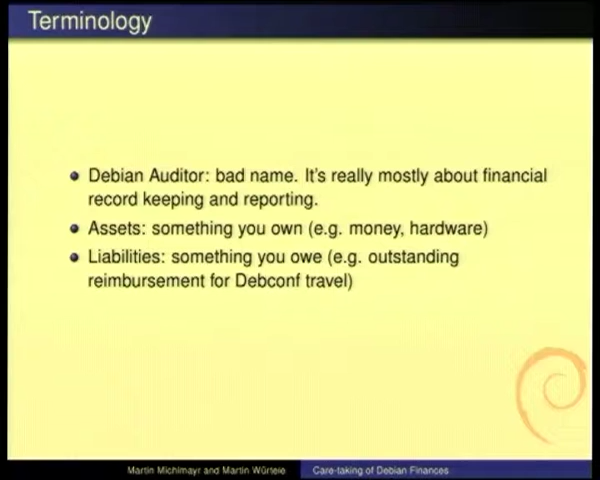 Terminology
Debian Auditor: bad name. It's really mostly about financial
record keeping and reporting.
Assets: something you own (e.g. money, hardware)
Liabilities: something you owe (e.g. outstanding
reimbursement for Debconf travel)
Martin Michlmayr and Martin Würtele Care-taking of Debian Finances